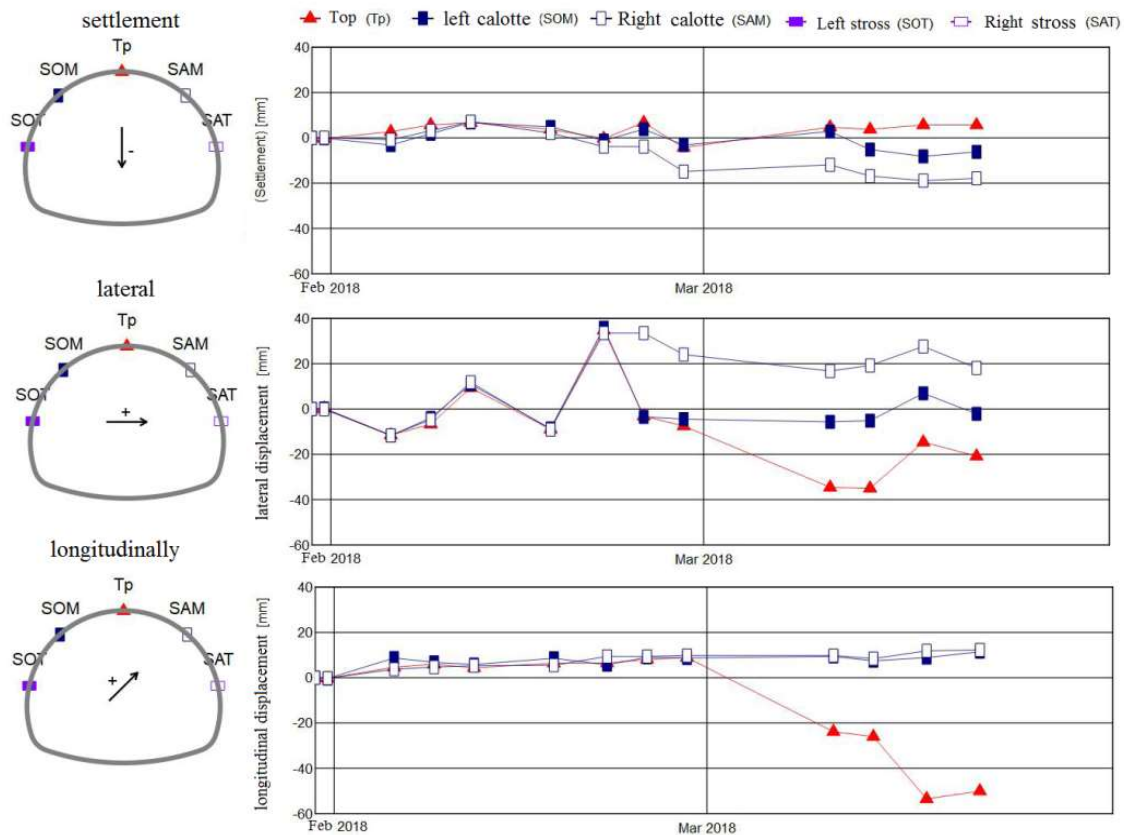 settlement
Tp
SOM SAM
SOT SAT
-
Top (Tp) left calotte (SOM) Right calotte (SAM) Left stross (SOT) Right stross (SAT)
(Settlement) [mm]
40
20
0
-20
-40
-60
Feb 2018 Mar 2018
lateral
Tp
SOM SAM
SOT SAT
+
lateral displacement [mm]
40
20
0
-20
-40
-60
Feb 2018 Mar 2018
longitudinally
Tp
SOM SAM
SOT SAT
+
longitudinal displacement [mm]
40
20
0
-20
-40
-60
Feb 2018 Mar 2018